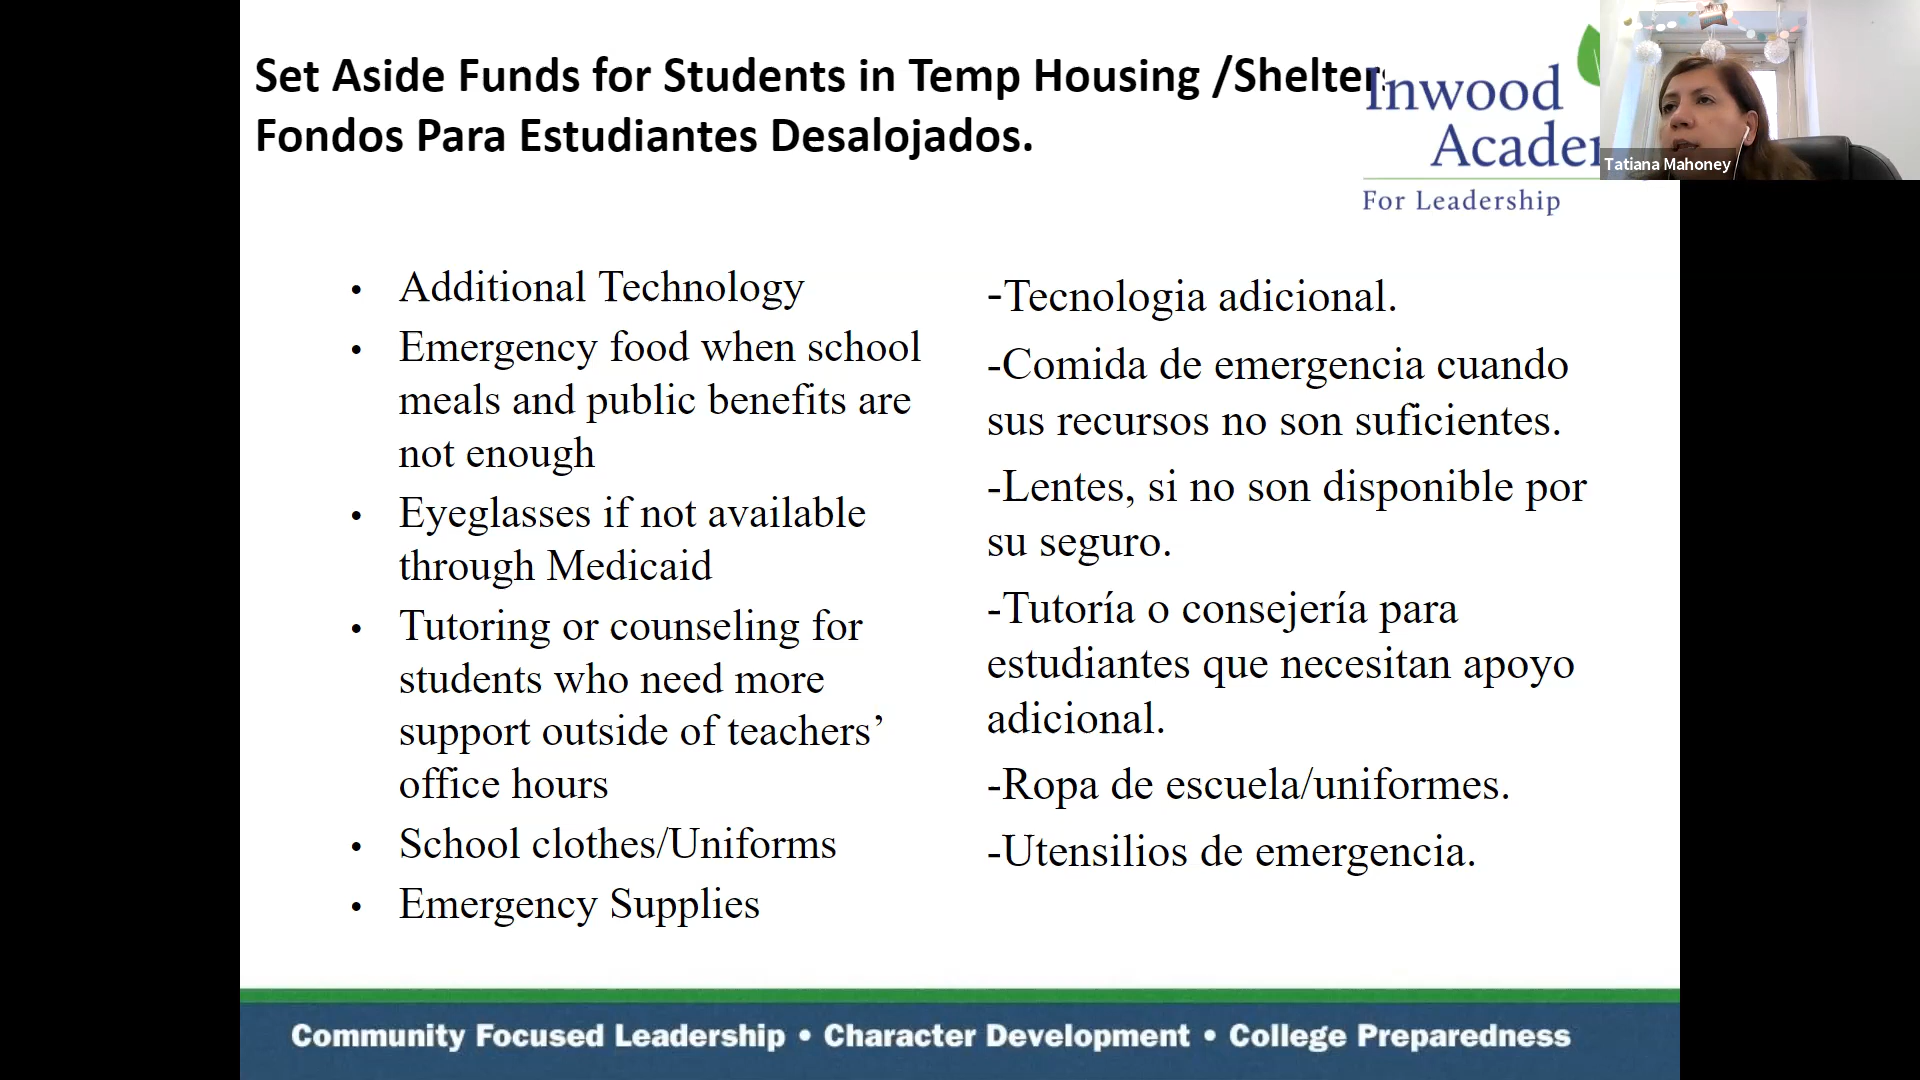 Set Aside Funds for Students in Temp Housing /Shelters
Fondos Para Estudiantes Desalojados.
Inwood
For Leadership
Tatiana Mahoney
• Additional Technology
• Emergency food when school
meals and public benefits are
not enough
• Eyeglasses if not available
through Medicaid
• Tutoring or counseling for
students who need more
support outside of teachers’
office hours
• School clothes/Uniforms
• Emergency Supplies
-Tecnologia adicional.
-Comida de emergencia cuando
sus recursos no son suficientes.
-Lentes, si no son disponible por
su seguro.
-Tutoría o consejería para
estudiantes que necesitan apoyo
adicional.
-Ropa de escuela/uniformes.
-Utensilios de emergencia.
Community Focused Leadership • Character Development • College Preparedness